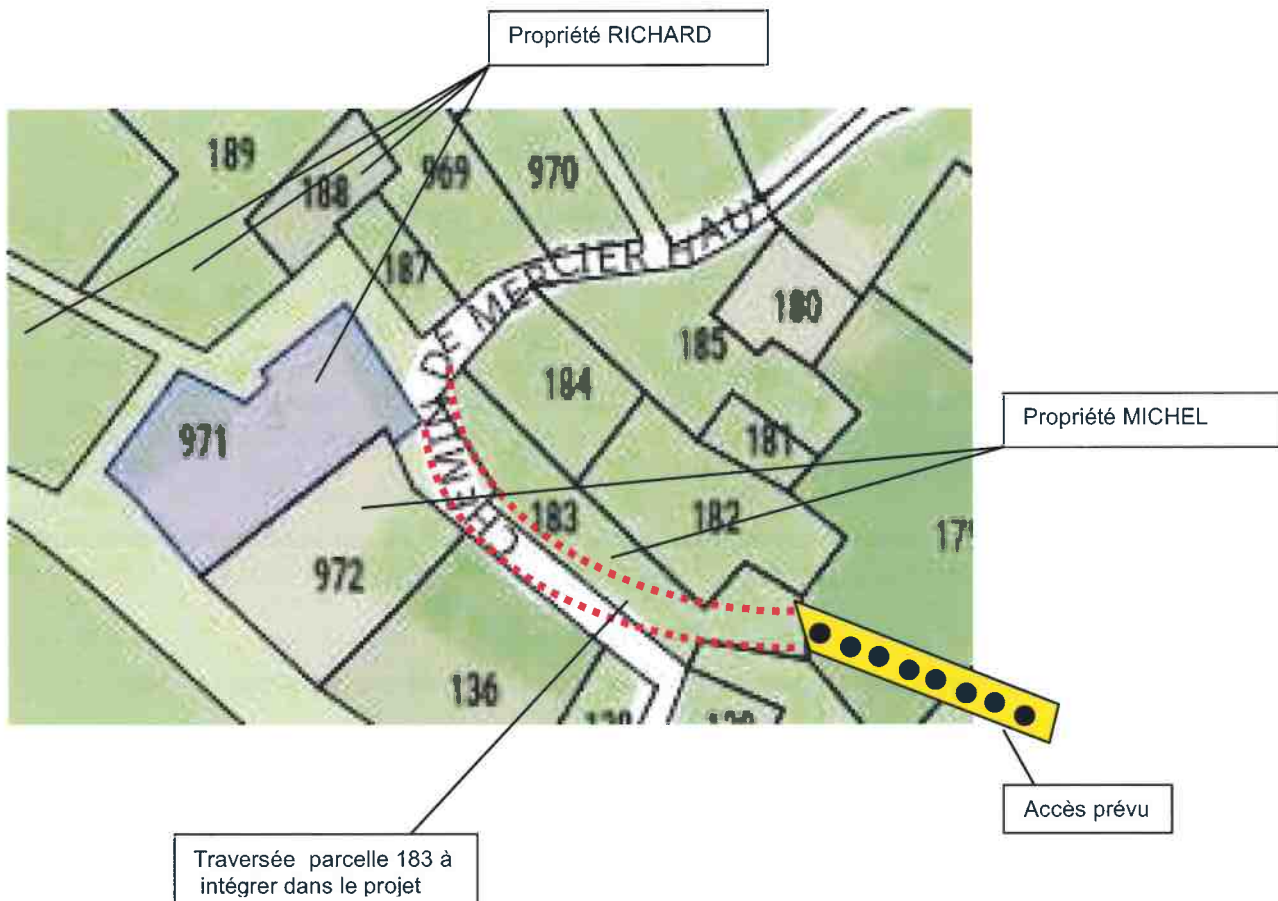 Propriété RICHARD
189
188
969
970
187
CHEMIN DE MERCIER HAUT
180
185
184
971
181
Propriété MICHEL
183
182
179
972
136
Accès prévu
Traversée parcelle 183 à
intégrer dans le projet